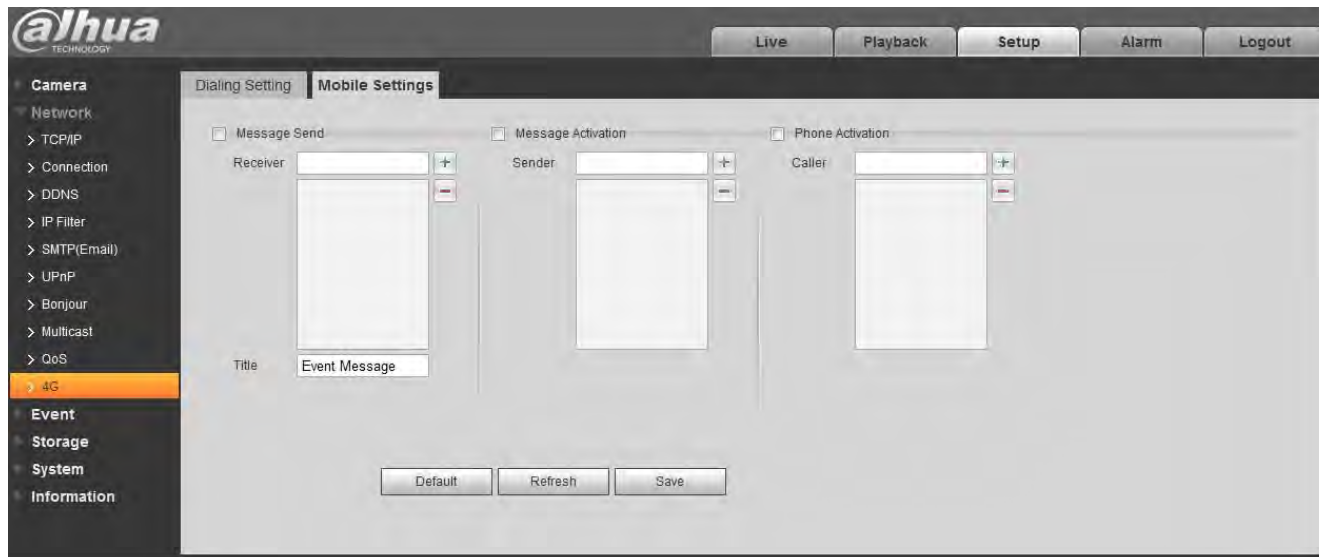 alhua
TECHNOLOGY
Live Playback Setup Alarm Logout
Camera
Network
TCP/IP
Connection
DDNS
IP Filter
SMTP(Email)
UPnP
Bonjour
Multicast
QoS
4G
Event
Storage
System
Information
Dialing Setting Mobile Settings
Message Send Message Activation Phone Activation
Receiver Sender Caller
Title Event Message
Default Refresh Save